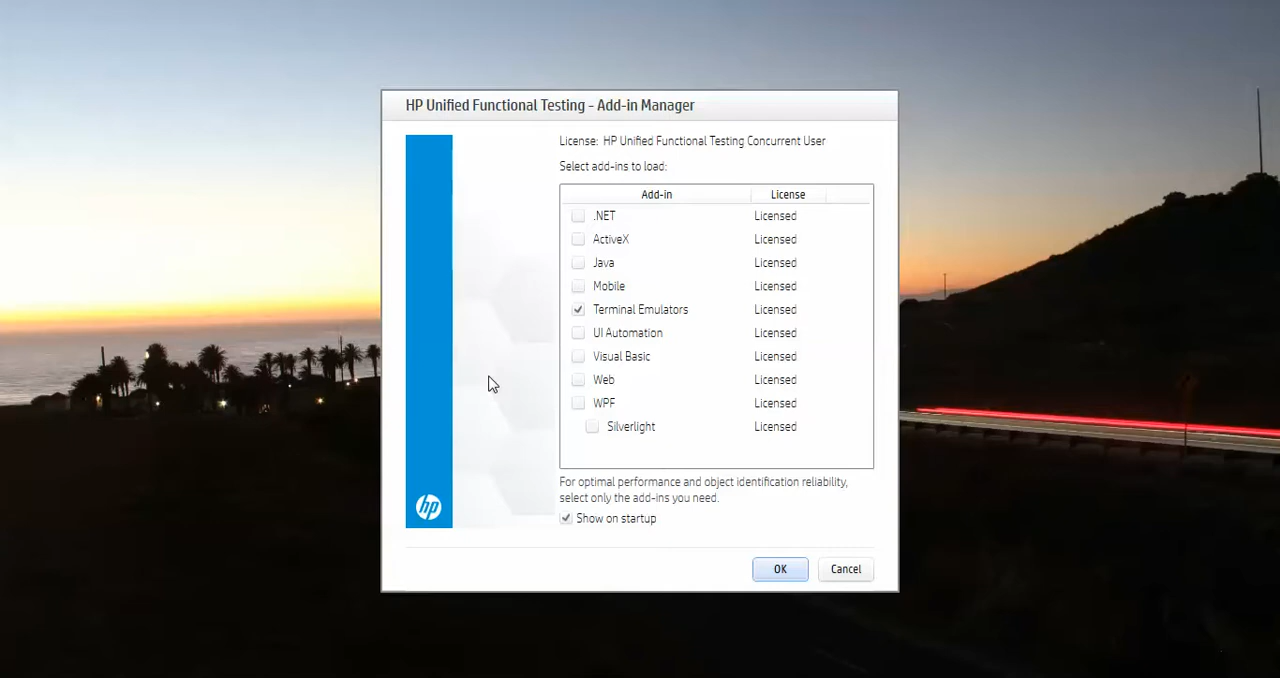 HP Unified Functional Testing - Add-in Manager
License: HP Unified Functional Testing Concurrent User
Select add-ins to load:
Add-in License
.NET Licensed
ActiveX Licensed
Java Licensed
Mobile Licensed
Terminal Emulators Licensed
UI Automation Licensed
Visual Basic Licensed
Web Licensed
WPF Licensed
Silverlight Licensed
For optimal performance and object identification reliability,
select only the add-ins you need.
Show on startup
hp
OK Cancel